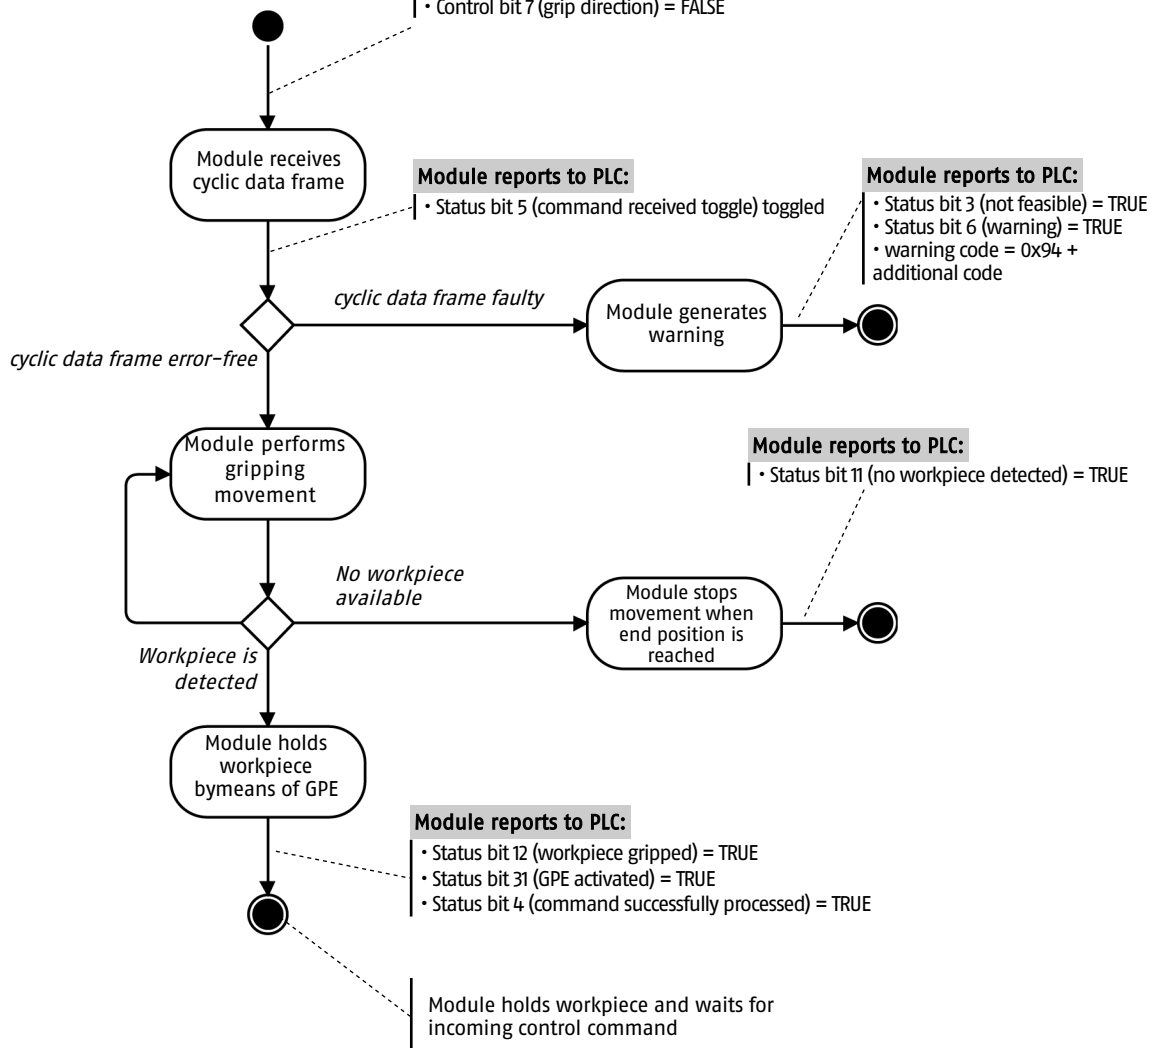 • Control bit 7 (grip direction) = FALSE
Module receives
cyclic data frame
Module reports to PLC:
• Status bit 5 (command received toggle) toggled
Module reports to PLC:
• Status bit 3 (not feasible) = TRUE
• Status bit 6 (warning) = TRUE
• warning code = 0x94 +
additional code
cyclic data frame faulty
Module generates
warning
cyclic data frame error-free
Module performs
gripping
movement
Module reports to PLC:
• Status bit 11 (no workpiece detected) = TRUE
No workpiece
available
Module stops
movement when
end position is
reached
Workpiece is
detected
Module holds
workpiece
bymeans of GPE
Module reports to PLC:
• Status bit 12 (workpiece gripped) = TRUE
• Status bit 31 (GPE activated) = TRUE
• Status bit 4 (command successfully processed) = TRUE
Module holds workpiece and waits for
incoming control command